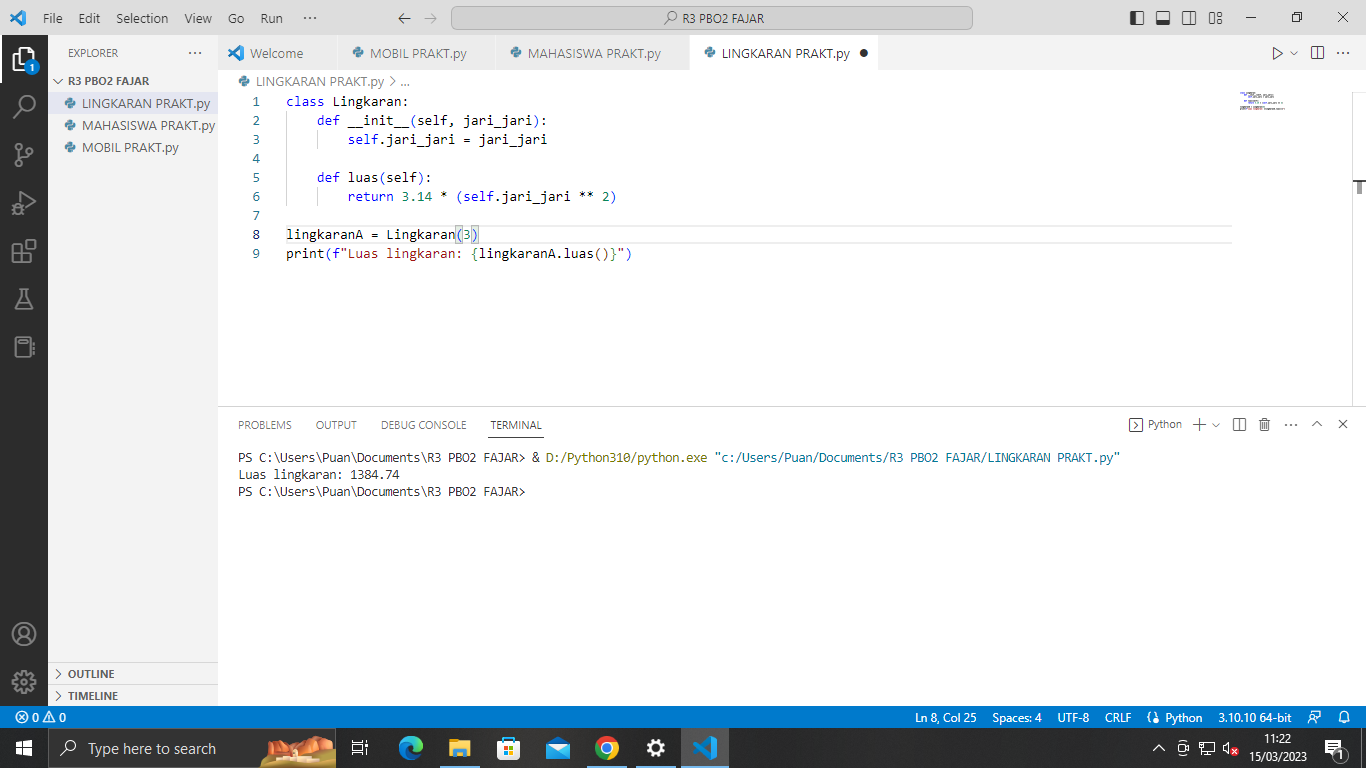 File Edit Selection View Go Run ··· R3 PBO2 FAJAR
EXPLORER ···
R3 PBO2 FAJAR
LINGKARAN PRAKT.py
MAHASISWA PRAKT.py
MOBIL PRAKT.py
OUTLINE
TIMELINE
1
Welcome MOBIL PRAKT.py MAHASISWA PRAKT.py LINGKARAN PRAKT.py
LINGKARAN PRAKT.py > ...
1 class Lingkaran:
2     def __init__(self, jari_jari):
3         self.jari_jari = jari_jari
4
5     def luas(self):
6         return 3.14 * (self.jari_jari ** 2)
7
8 lingkaranA = Lingkaran(3)
9 print(f"Luas lingkaran: {lingkaranA.luas()}")
PROBLEMS OUTPUT DEBUG CONSOLE TERMINAL Python
PS C:\Users\Puan\Documents\R3 PBO2 FAJAR> & D:/Python310/python.exe "c:/Users/Puan/Documents/R3 PBO2 FAJAR/LINGKARAN PRAKT.py"
Luas lingkaran: 1384.74
PS C:\Users\Puan\Documents\R3 PBO2 FAJAR>
0 0 Ln 8, Col 25 Spaces: 4 UTF-8 CRLF Python 3.10.10 64-bit
Type here to search
11:22
15/03/2023
1